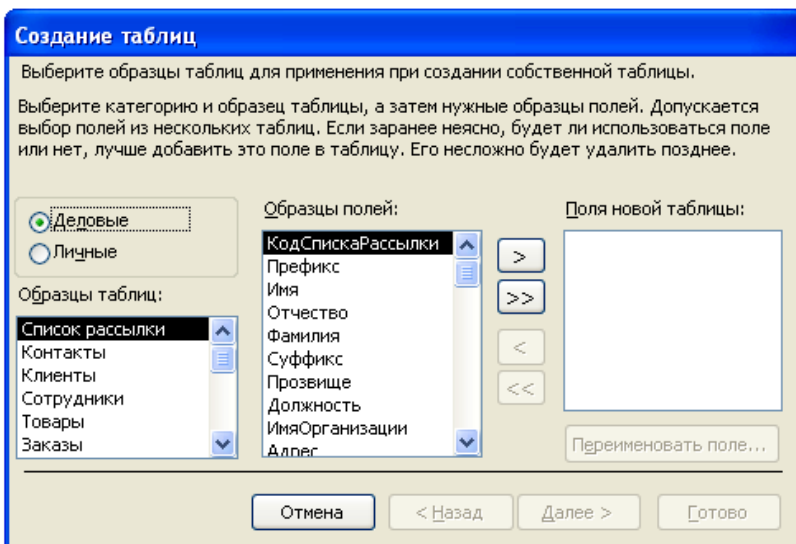 Создание таблиц
Выберите образцы таблиц для применения при создании собственной таблицы.
Выберите категорию и образец таблицы, а затем нужные образцы полей. Допускается
выбор полей из нескольких таблиц. Если заранее неясно, будет ли использоваться поле
или нет, лучше добавить это поле в таблицу. Его несложно будет удалить позднее.
Деловые
Личные
Образцы таблиц:
Список рассылки
Контакты
Клиенты
Сотрудники
Товары
Заказы
Образцы полей:
КодСпискаРассылки
Префикс
Имя
Отчество
Фамилия
Суффикс
Прозвище
Должность
ИмяОрганизации
Адрес
>
>>
<
<<
Поля новой таблицы:
Переименовать поле...
Отмена
< Назад
Далее >
Готово